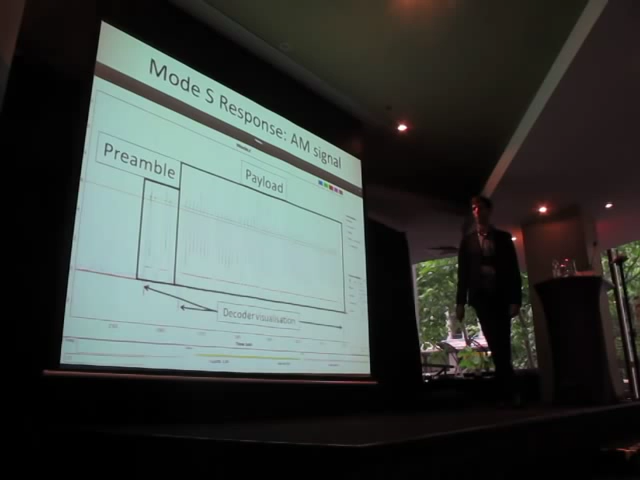 Mode S Response: AM signal
Preamble
Payload
Decoder visualisation